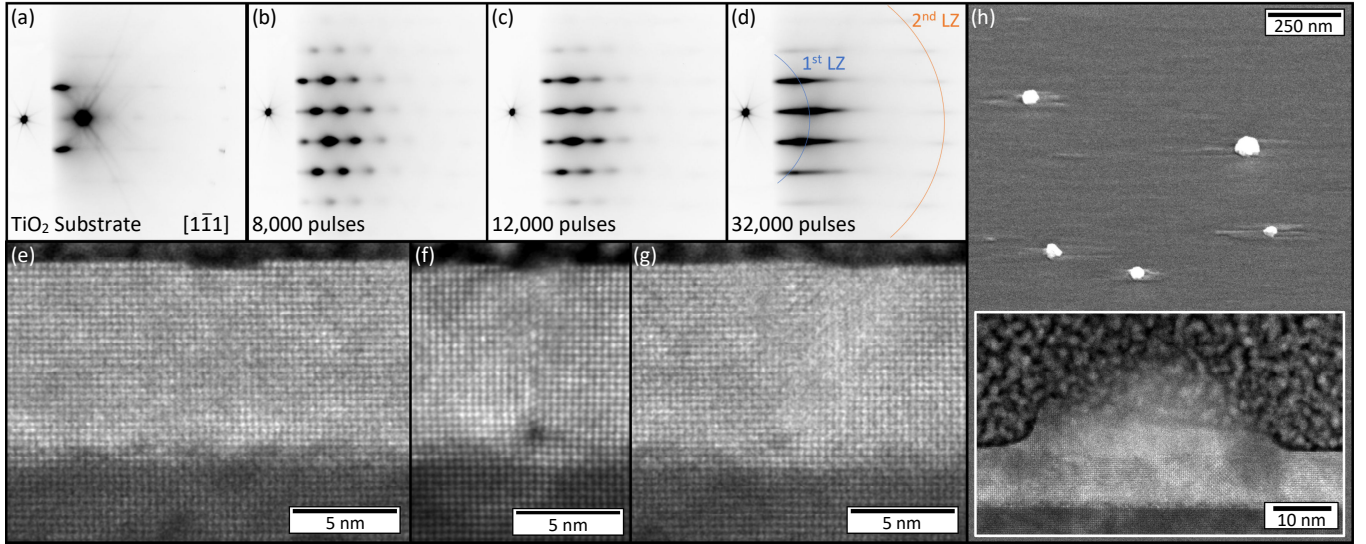 (a)
TiO₂ Substrate [11̄1]
(b)
8,000 pulses
(c)
12,000 pulses
(d)
2ⁿᵈ LZ
1ˢᵗ LZ
32,000 pulses
(e)
5 nm
(f)
5 nm
(g)
5 nm
(h)
250 nm
10 nm